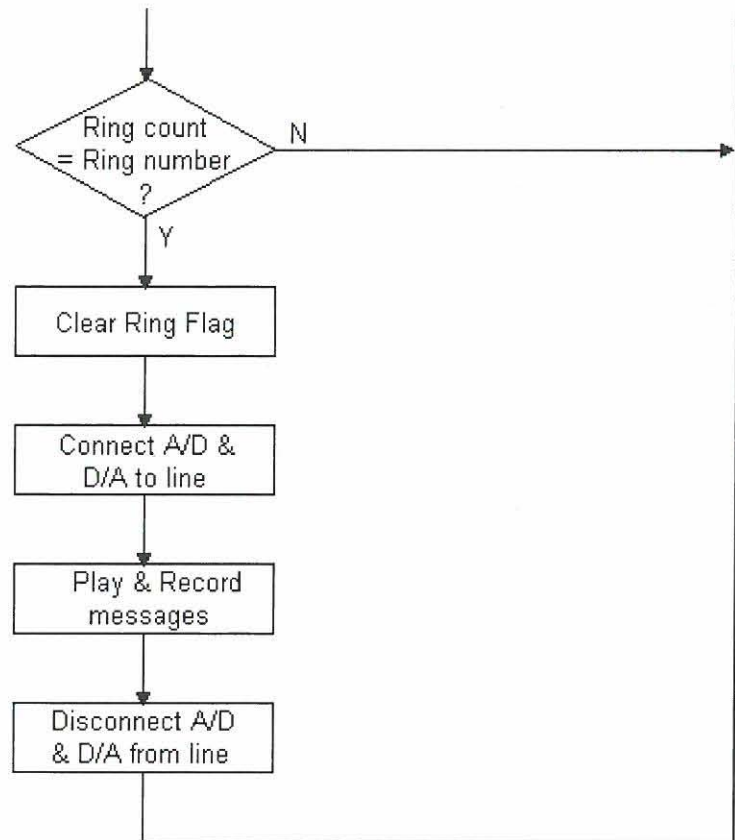 Ring count
= Ring number
?
N
Y
Clear Ring Flag
Connect A/D &
D/A to line
Play & Record
messages
Disconnect A/D
& D/A from line